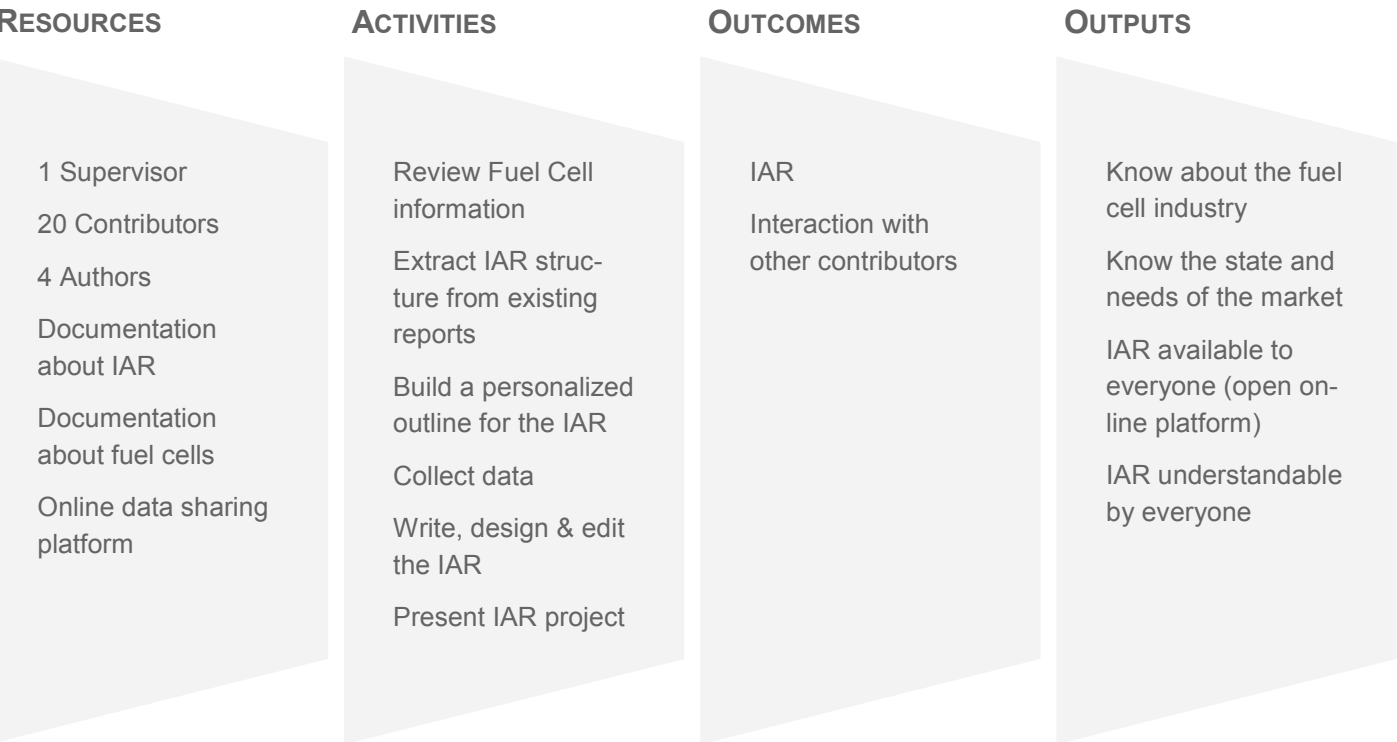 RESOURCES
1 Supervisor
20 Contributors
4 Authors
Documentation
about IAR
Documentation
about fuel cells
Online data sharing
platform
ACTIVITIES
Review Fuel Cell
information
Extract IAR struc-
ture from existing
reports
Build a personalized
outline for the IAR
Collect data
Write, design & edit
the IAR
Present IAR project
OUTCOMES
IAR
Interaction with
other contributors
OUTPUTS
Know about the fuel
cell industry
Know the state and
needs of the market
IAR available to
everyone (open on-
line platform)
IAR understandable
by everyone